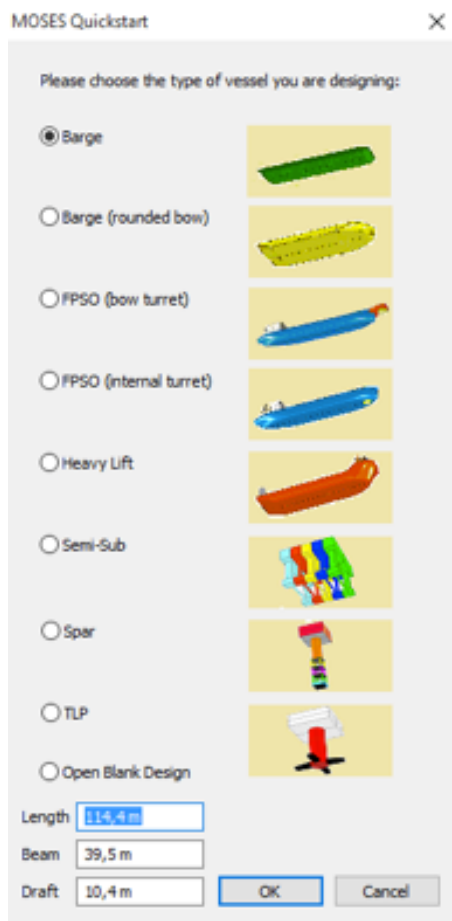 MOSES Quickstart
Please choose the type of vessel you are designing:
Barge
Barge (rounded bow)
FPSO (bow turret)
FPSO (internal turret)
Heavy Lift
Semi-Sub
Spar
TLP
Open Blank Design
Length 114,4 m
Beam 39,5 m
Draft 10,4 m OK Cancel